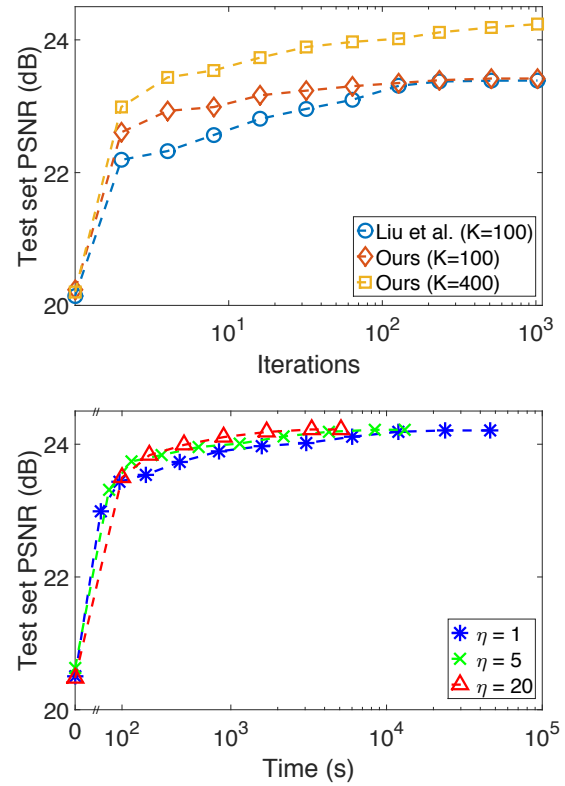 24
22
20
Test set PSNR (dB)
Liu et al. (K=100)
Ours (K=100)
Ours (K=400)
10^1 10^2 10^3
Iterations
24
22
20
Test set PSNR (dB)
η = 1
η = 5
η = 20
0 10^2 10^3 10^4 10^5
Time (s)